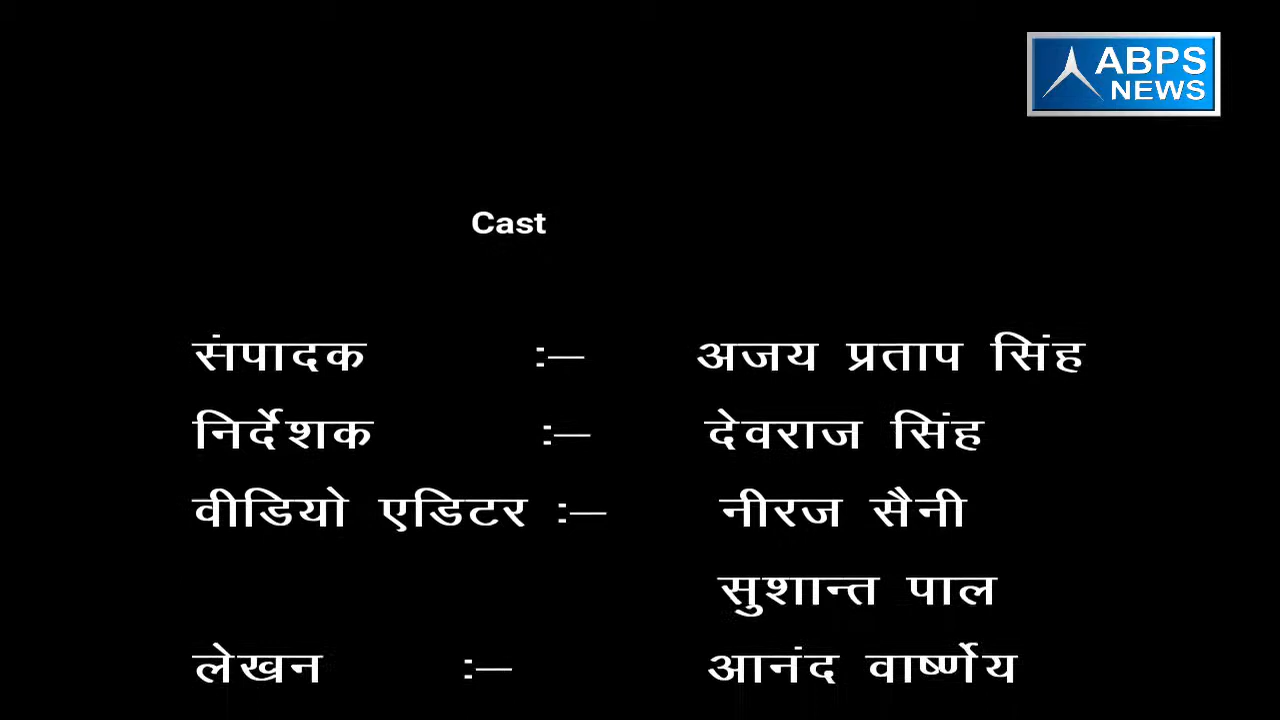 ABPS
NEWS
Cast
संपादक :— अजय प्रताप सिंह
निर्देशक :— देवराज सिंह
वीडियो एडिटर :— नीरज सैनी
सुशान्त पाल
लेखन :— आनंद वार्ष्णेय